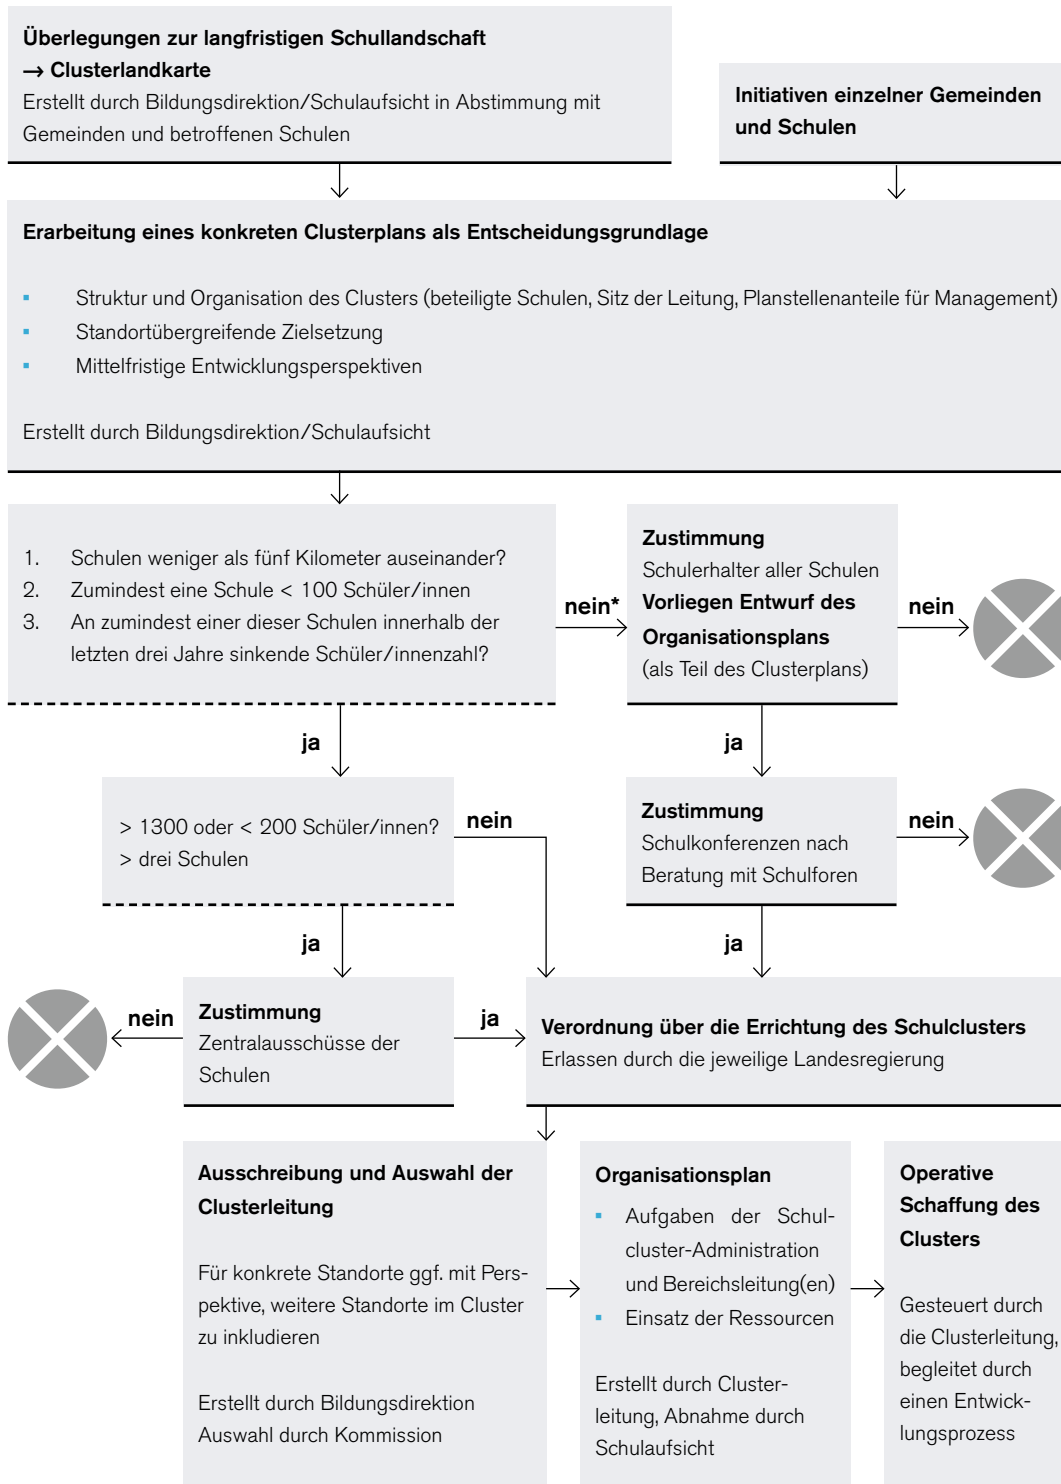 Überlegungen zur langfristigen Schullandschaft
→ Clusterlandkarte
Erstellt durch Bildungsdirektion/Schulaufsicht in Abstimmung mit
Gemeinden und betroffenen Schulen
Initiativen einzelner Gemeinden
und Schulen
Erarbeitung eines konkreten Clusterplans als Entscheidungsgrundlage
▪ Struktur und Organisation des Clusters (beteiligte Schulen, Sitz der Leitung, Planstellenanteile für Management)
▪ Standortübergreifende Zielsetzung
▪ Mittelfristige Entwicklungsperspektiven
Erstellt durch Bildungsdirektion/Schulaufsicht
1. Schulen weniger als fünf Kilometer auseinander?
2. Zumindest eine Schule < 100 Schüler/innen
3. An zumindest einer dieser Schulen innerhalb der
letzten drei Jahre sinkende Schüler/innenzahl?
nein*
Zustimmung
Schulerhalter aller Schulen
Vorliegen Entwurf des
Organisationsplans
(als Teil des Clusterplans)
nein
ja
ja
> 1300 oder < 200 Schüler/innen?
> drei Schulen
nein
Zustimmung
Schulkonferenzen nach
Beratung mit Schulforen
nein
ja
ja
nein
Zustimmung
Zentralausschüsse der
Schulen
ja
Verordnung über die Errichtung des Schulclusters
Erlassen durch die jeweilige Landesregierung
Ausschreibung und Auswahl der
Clusterleitung
Für konkrete Standorte ggf. mit Pers-
pektive, weitere Standorte im Cluster
zu inkludieren
Erstellt durch Bildungsdirektion
Auswahl durch Kommission
Organisationsplan
▪ Aufgaben der Schul-
cluster-Administration
und Bereichsleitung(en)
▪ Einsatz der Ressourcen
Erstellt durch Cluster-
leitung, Abnahme durch
Schulaufsicht
Operative
Schaffung des
Clusters
Gesteuert durch
die Clusterleitung,
begleitet durch
einen Entwick-
lungsprozess